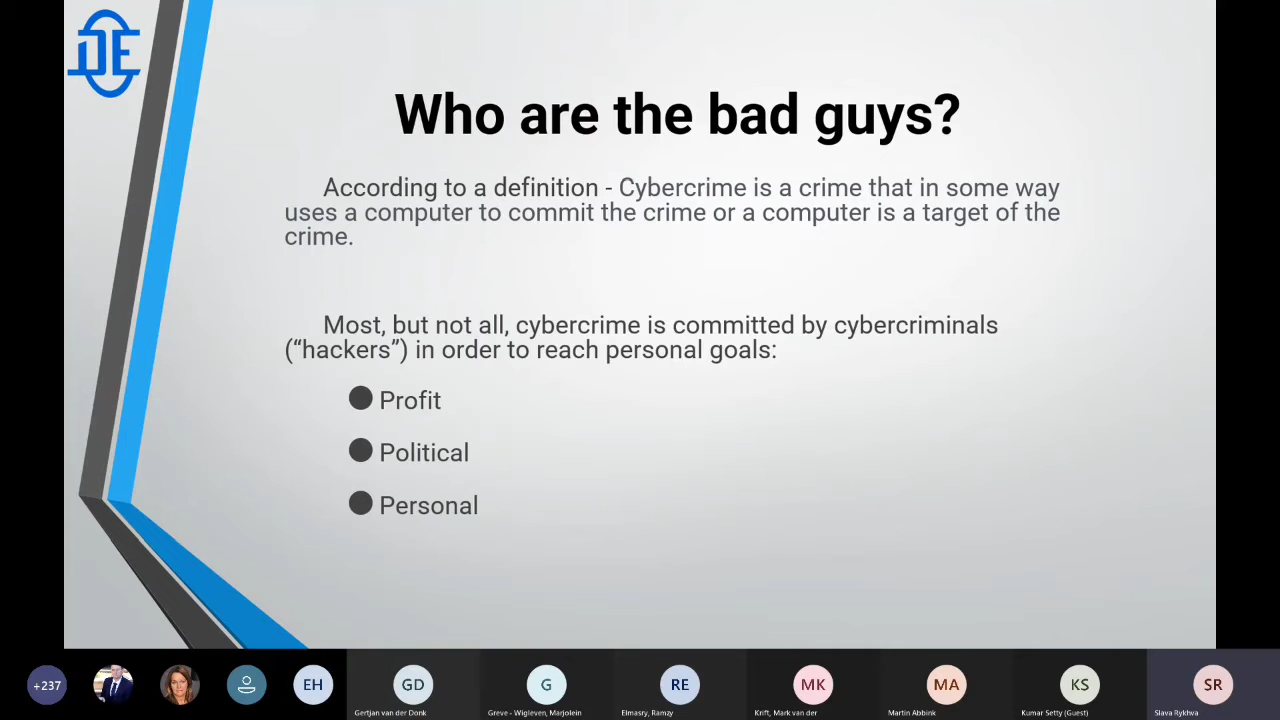 DE
Who are the bad guys?
According to a definition - Cybercrime is a crime that in some way
uses a computer to commit the crime or a computer is a target of the
crime.
Most, but not all, cybercrime is committed by cybercriminals
(“hackers”) in order to reach personal goals:
● Profit
● Political
● Personal
+237
EH
GD
G
RE
MK
MA
KS
SR
Gertjan van der Donk
Greve - Wigleven, Marjolein
Elmasry, Ramzy
Krift, Mark van der
Martin Abbink
Kumar Setty (Guest)
Slava Rykhva